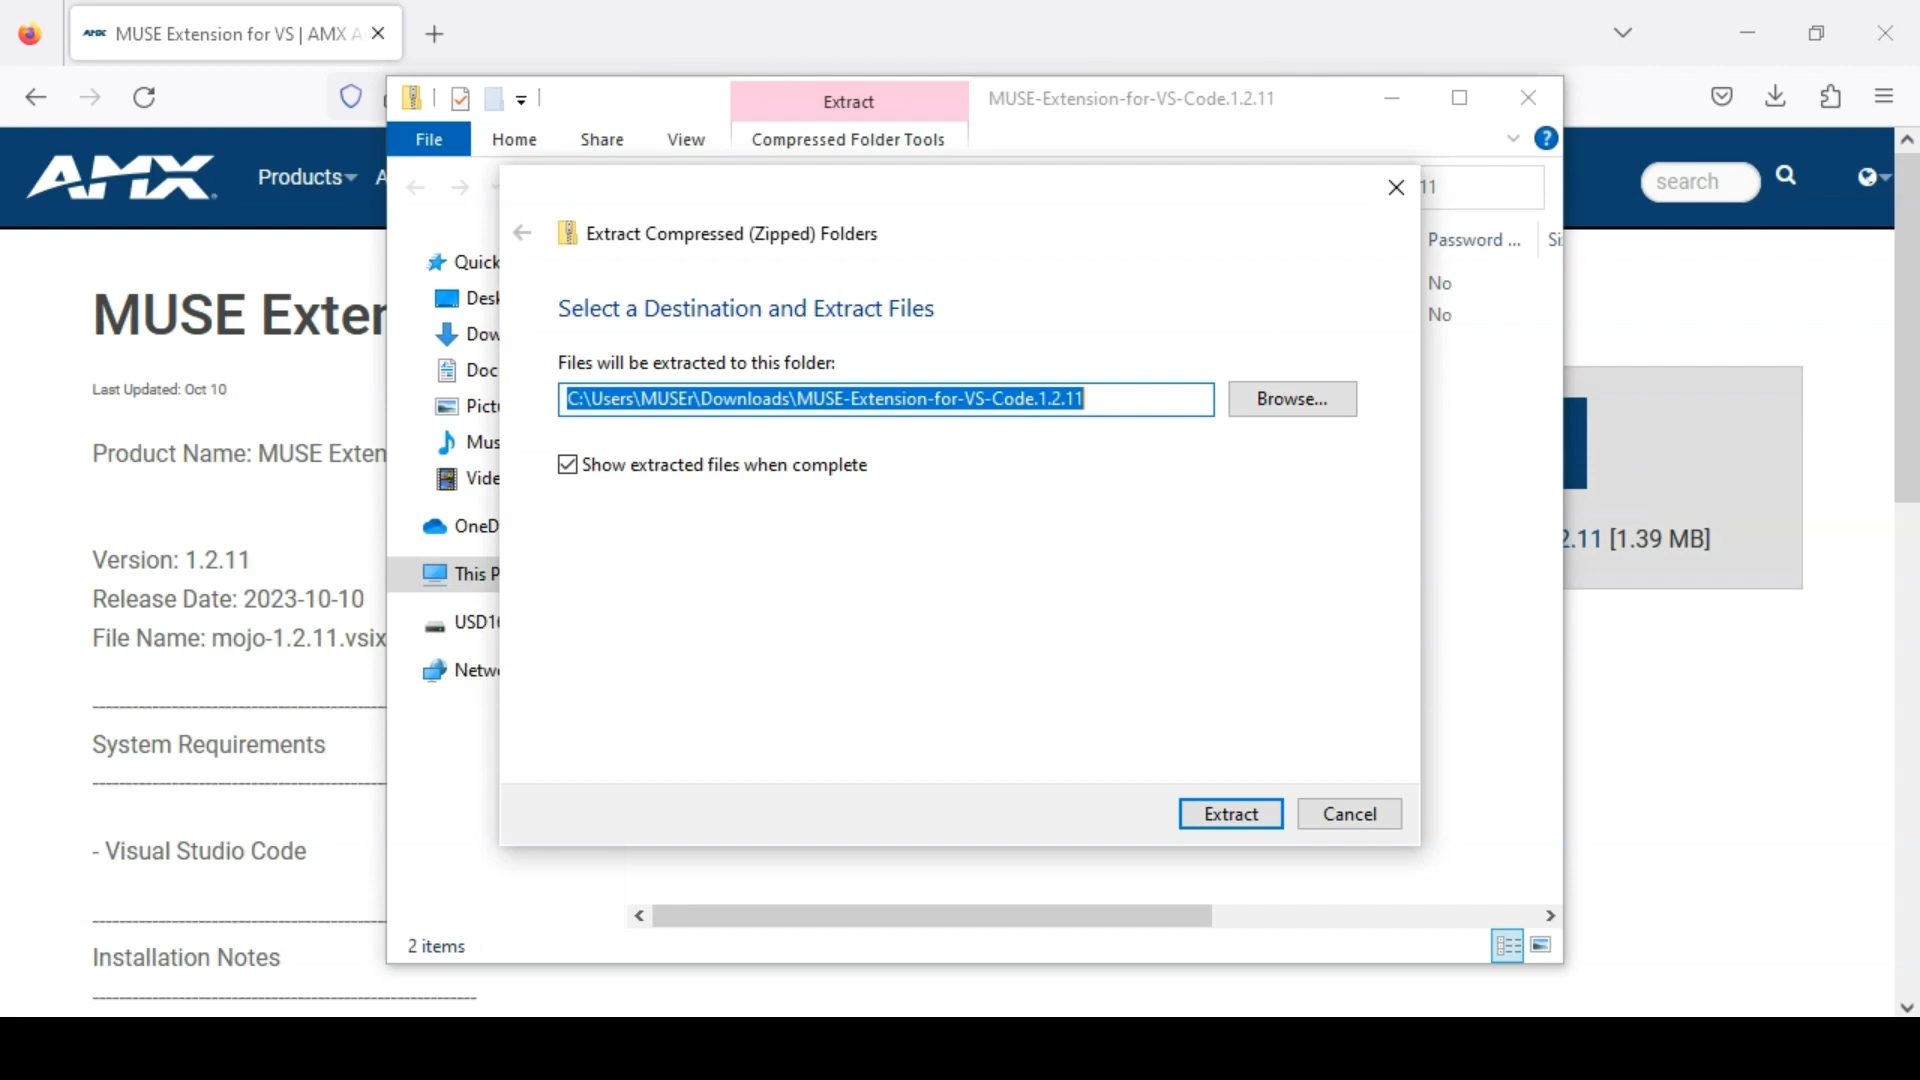 MUSE Extension for VS | AMX A
Extract
MUSE-Extension-for-VS-Code.1.2.11
File
Home
Share
View
Compressed Folder Tools
?
AMX
Products
A
search
11
Extract Compressed (Zipped) Folders
Password ...
Si
Quick
Desk
Dow
Doc
Pictu
Mus
Vide
OneD
This P
USD16
Netwo
No
No
Select a Destination and Extract Files
Files will be extracted to this folder:
C:\Users\MUSEr\Downloads\MUSE-Extension-for-VS-Code.1.2.11
Browse...
Show extracted files when complete
MUSE Exter
Last Updated: Oct 10
Product Name: MUSE Exten
2.11 [1.39 MB]
Version: 1.2.11
Release Date: 2023-10-10
File Name: mojo-1.2.11.vsix
System Requirements
- Visual Studio Code
Installation Notes
Extract
Cancel
2 items